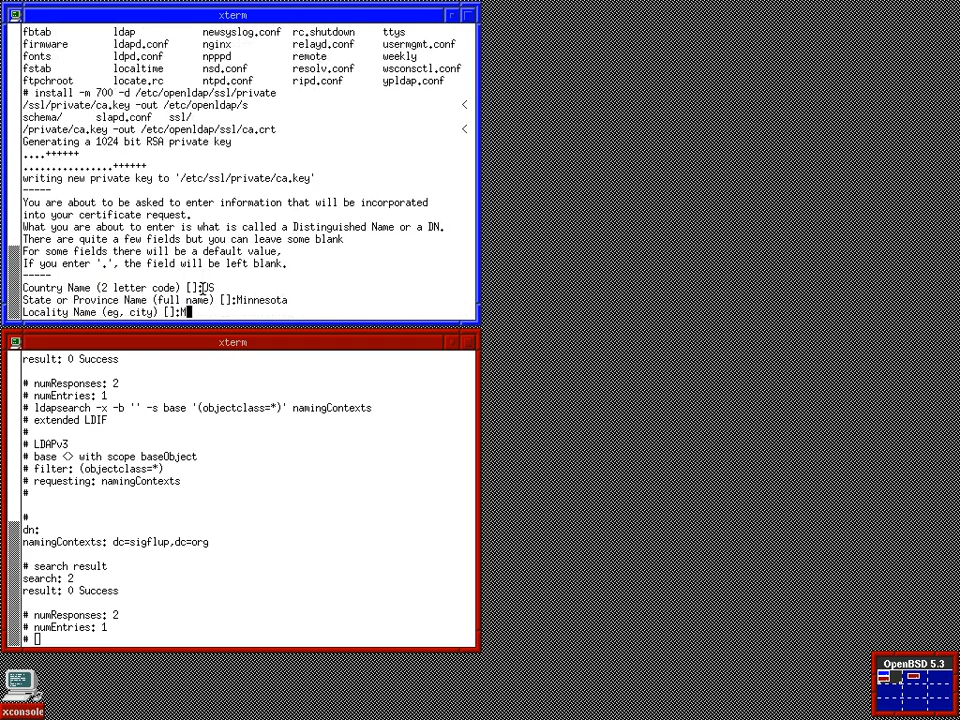 xterm
fbtab ldap newsyslog.conf rc.shutdown ttys
firmware ldapd.conf nginx relayd.conf usermgmt.conf
fonts ldpd.conf npppd remote weekly
fstab localtime nsd.conf resolv.conf wsconsctl.conf
ftpchroot locate.rc ntpd.conf ripd.conf ypldap.conf
# install -m 700 -d /etc/openldap/ssl/private
/ssl/private/ca.key -out /etc/openldap/s <
schema/ slapd.conf ssl/
/private/ca.key -out /etc/openldap/ssl/ca.crt <
Generating a 1024 bit RSA private key
....++++++
................++++++
writing new private key to '/etc/ssl/private/ca.key'
-----
You are about to be asked to enter information that will be incorporated
into your certificate request.
What you are about to enter is what is called a Distinguished Name or a DN.
There are quite a few fields but you can leave some blank
For some fields there will be a default value,
If you enter '.', the field will be left blank.
-----
Country Name (2 letter code) []:US
State or Province Name (full name) []:Minnesota
Locality Name (eg, city) []:M
xterm
result: 0 Success
# numResponses: 2
# numEntries: 1
# ldapsearch -x -b '' -s base '(objectclass=*)' namingContexts
# extended LDIF
#
# LDAPv3
# base <> with scope baseObject
# filter: (objectclass=*)
# requesting: namingContexts
#
#
dn:
namingContexts: dc=sigflup,dc=org
# search result
search: 2
result: 0 Success
# numResponses: 2
# numEntries: 1
#
xconsole
OpenBSD 5.3